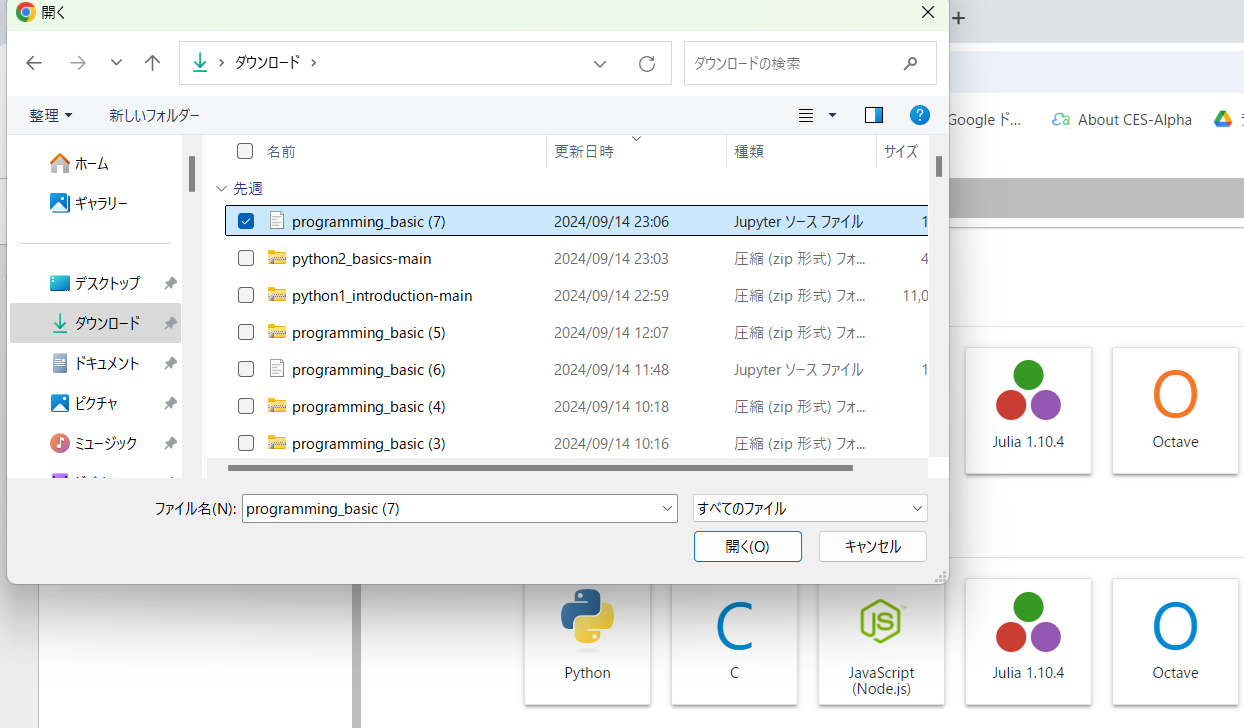 開く
ダウンロード
ダウンロードの検索
整理
新しいフォルダー
Google ド...
About CES-Alpha
ホーム
ギャラリー
デスクトップ
ダウンロード
ドキュメント
ピクチャ
ミュージック
名前 更新日時 種類 サイズ
先週
programming_basic (7) 2024/09/14 23:06 Jupyter ソース ファイル 1
python2_basics-main 2024/09/14 23:03 圧縮 (zip 形式) フォ... 4
python1_introduction-main 2024/09/14 22:59 圧縮 (zip 形式) フォ... 11,0
programming_basic (5) 2024/09/14 12:07 圧縮 (zip 形式) フォ...
programming_basic (6) 2024/09/14 11:48 Jupyter ソース ファイル 1
programming_basic (4) 2024/09/14 10:18 圧縮 (zip 形式) フォ...
programming_basic (3) 2024/09/14 10:16 圧縮 (zip 形式) フォ...
ファイル名(N): programming_basic (7) すべてのファイル
開く(O) キャンセル
Julia 1.10.4
Octave
Python
C
JS
JavaScript
(Node.js)
Julia 1.10.4
Octave